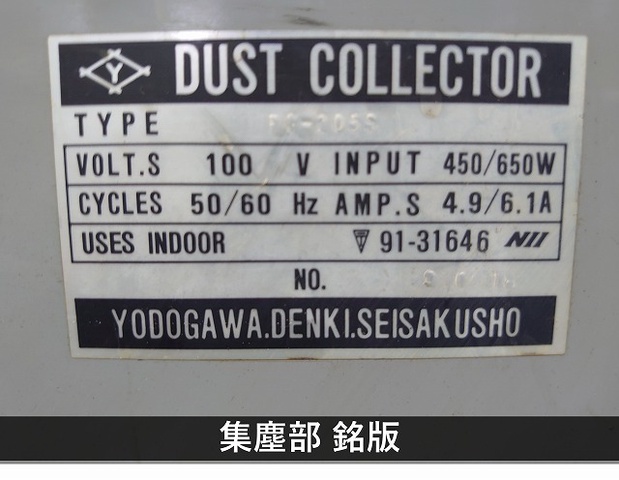 Y DUST COLLECTOR
TYPE
VOLT.S 100 V INPUT 450/650W
CYCLES 50/60 Hz AMP.S 4.9/6.1A
USES INDOOR 91-31646
NO.
YODOGAWA.DENKI.SEISAKUSHO
集塵部 銘版